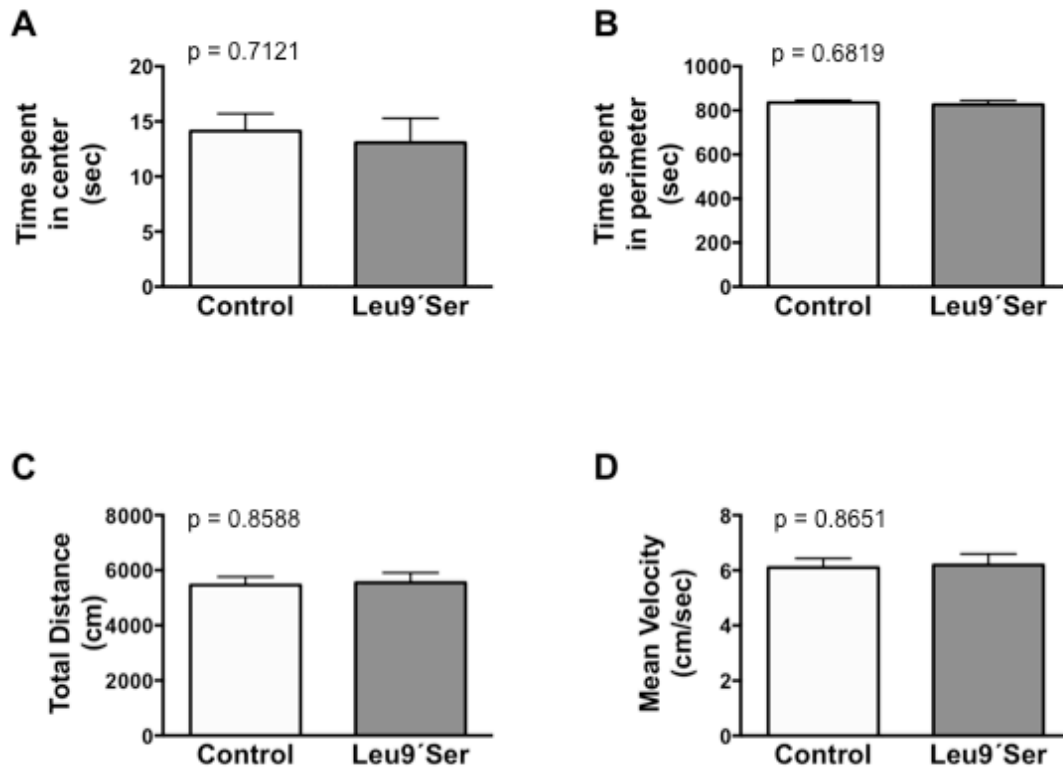 A
p = 0.7121
Time spent
in center
(sec)
20
15
10
5
0
Control Leu9´Ser
B
p = 0.6819
Time spent
in perimeter
(sec)
1000
800
600
400
200
0
Control Leu9´Ser
C
p = 0.8588
Total Distance
(cm)
8000
6000
4000
2000
0
Control Leu9´Ser
D
p = 0.8651
Mean Velocity
(cm/sec)
8
6
4
2
0
Control Leu9´Ser